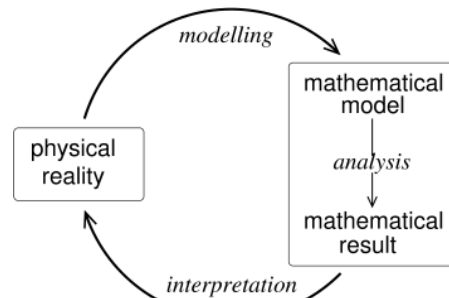 modelling
mathematical
model
physical
reality
analysis
mathematical
result
interpretation